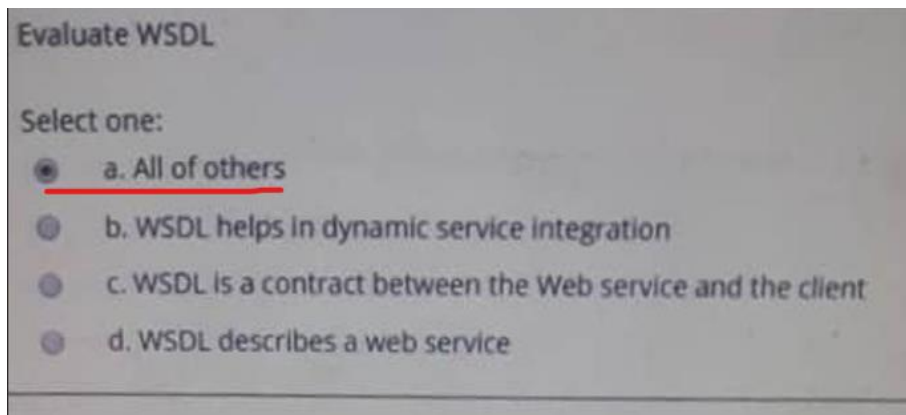 Evaluate WSDL
Select one:
a. All of others
b. WSDL helps in dynamic service integration
c. WSDL is a contract between the Web service and the client
d. WSDL describes a web service